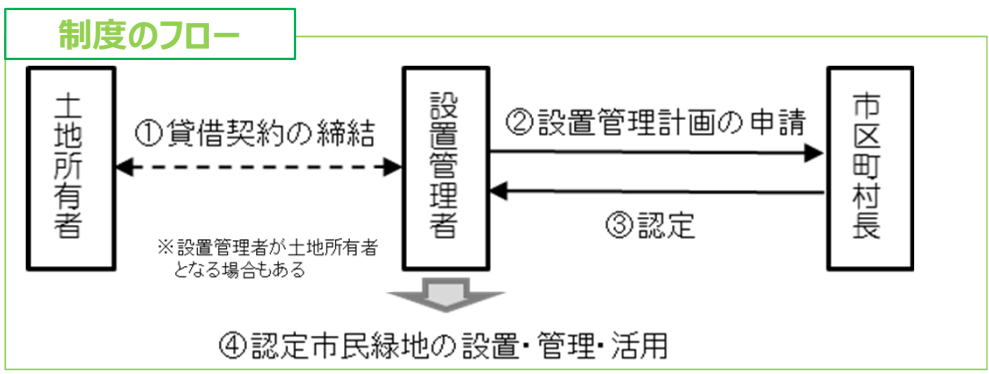 制度のフロー
土地所有者
①貸借契約の締結
※設置管理者が土地所有者
となる場合もある
設置管理者
②設置管理計画の申請
③認定
市区町村長
④認定市民緑地の設置・管理・活用